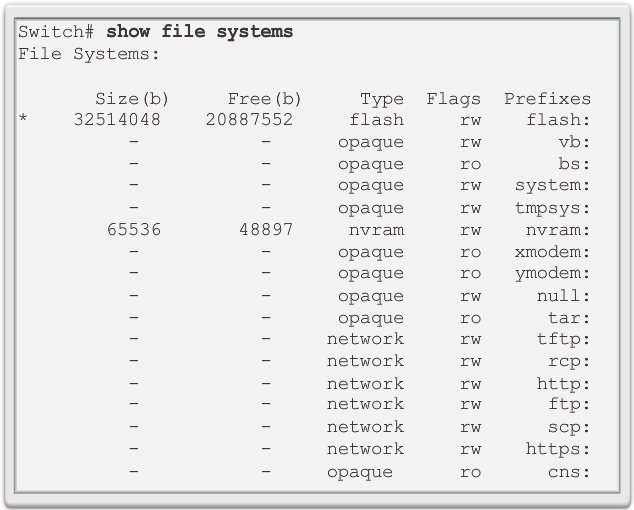 Switch# show file systems
File Systems:
Size(b) Free(b) Type Flags Prefixes
* 32514048 20887552 flash rw flash:
- - opaque rw vb:
- - opaque ro bs:
- - opaque rw system:
- - opaque rw tmpsys:
65536 48897 nvram rw nvram:
- - opaque ro xmodem:
- - opaque ro ymodem:
- - opaque rw null:
- - opaque ro tar:
- - network rw tftp:
- - network rw rcp:
- - network rw http:
- - network rw ftp:
- - network rw scp:
- - network rw https:
- - opaque ro cns: